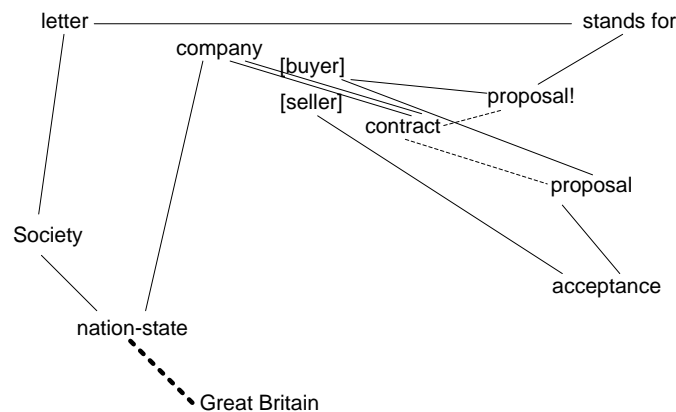 letter
stands for
company
[buyer]
proposal!
[seller]
contract
proposal
Society
acceptance
nation-state
Great Britain